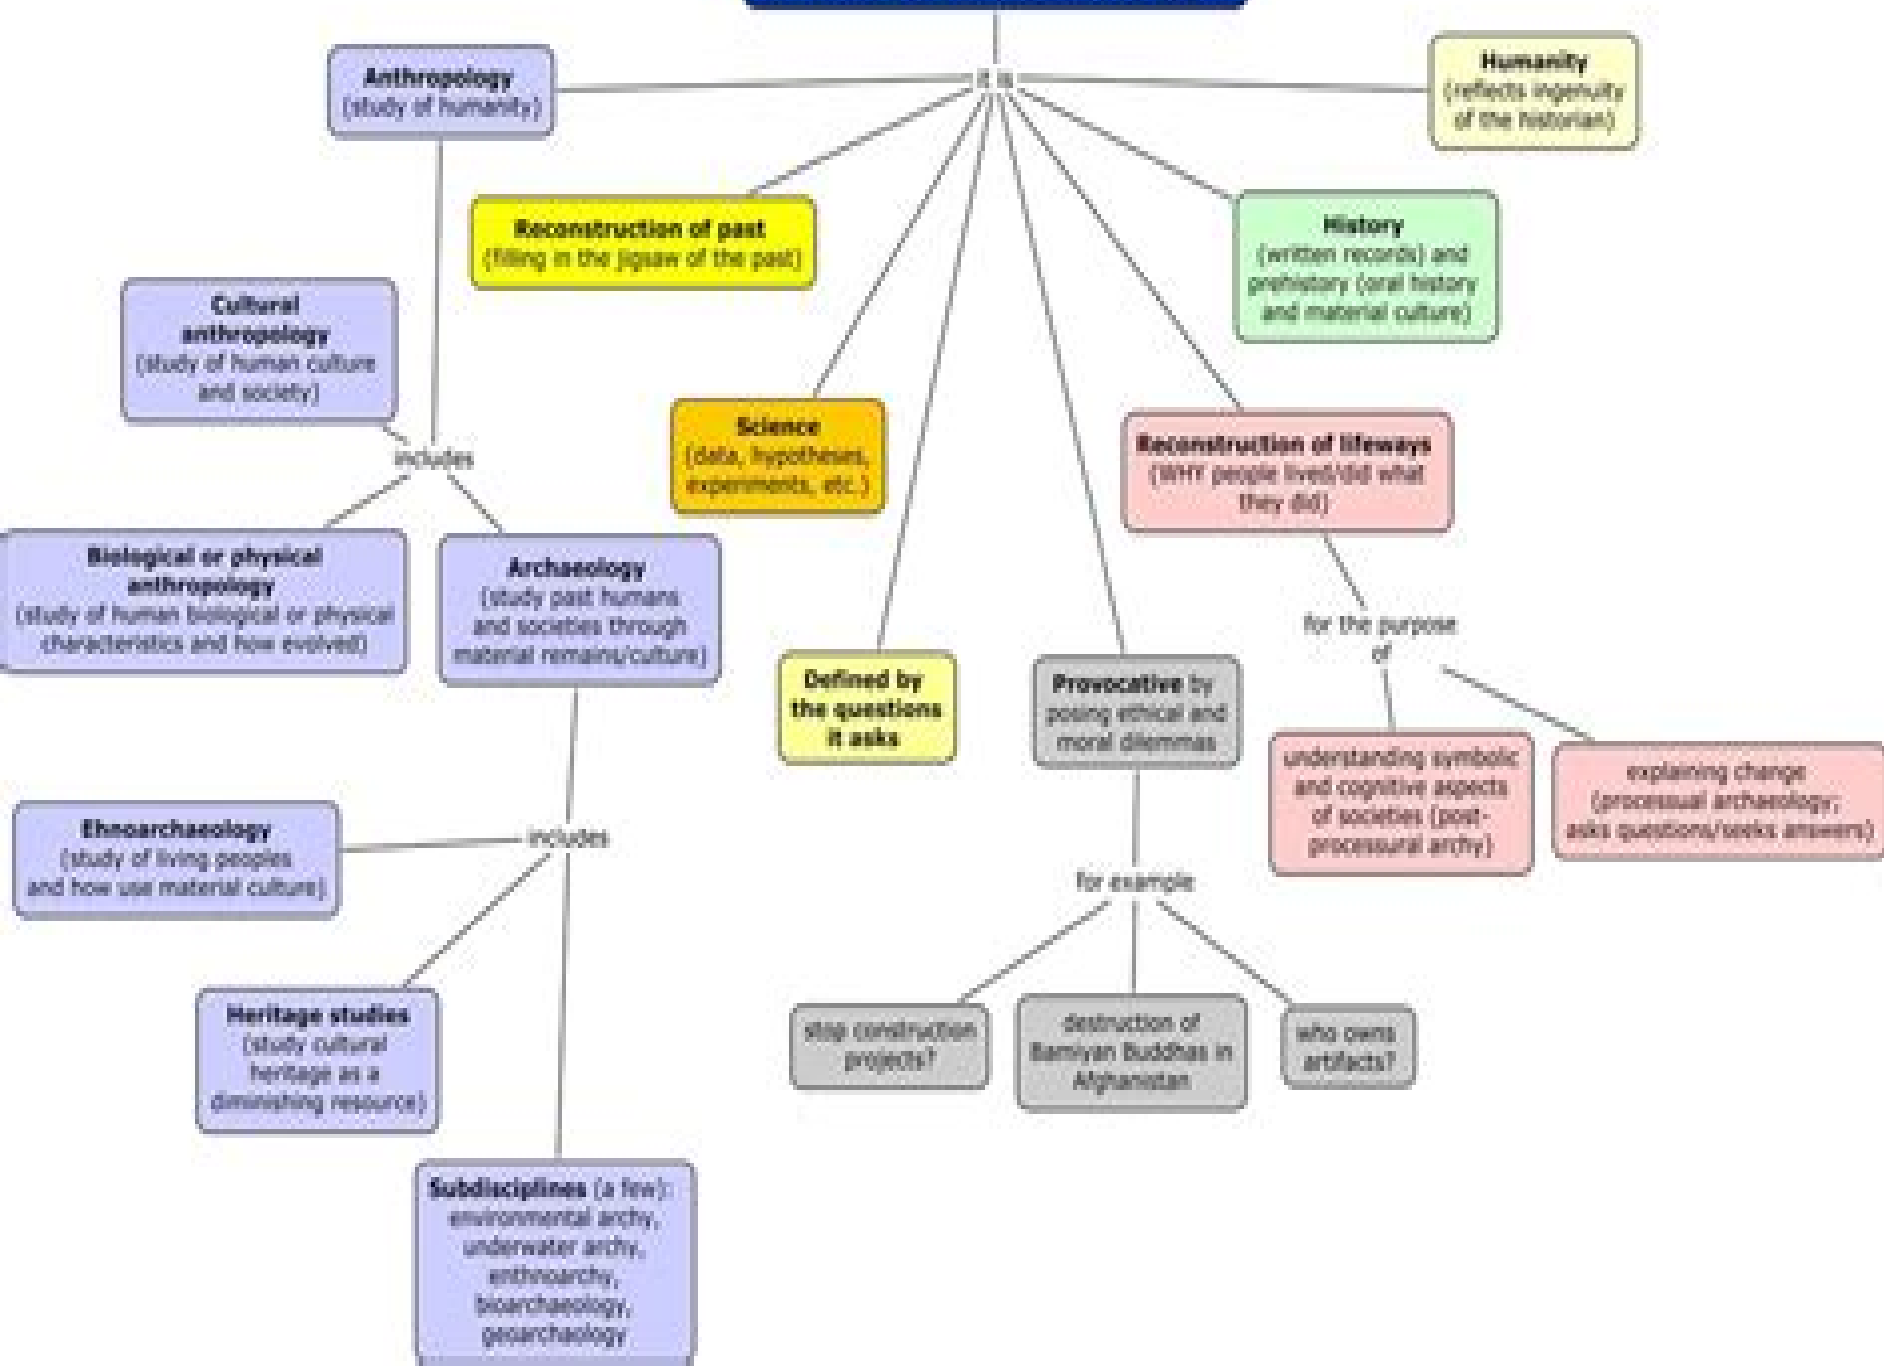 it is
Anthropology
(study of humanity)
Humanity
(reflects ingenuity
of the historian)
Reconstruction of past
(filling in the jigsaw of the past)
History
(written records) and
prehistory (oral history
and material culture)
Cultural
anthropology
(study of human culture
and society)
includes
Science
(data, hypotheses,
experiments, etc.)
Reconstruction of lifeways
(WHY people lived/did what
they did)
Biological or physical
anthropology
(study of human biological or physical
characteristics and how evolved)
Archaeology
(study past humans
and societies through
material remains/culture)
for the purpose
of
Defined by
the questions
it asks
Provocative by
posing ethical and
moral dilemmas
understanding symbolic
and cognitive aspects
of societies (post-
processural archy)
explaining change
(processual archaeology;
asks questions/seeks answers)
Ehnoarchaeology
(study of living peoples
and how use material culture)
includes
for example
Heritage studies
(study cultural
heritage as a
diminishing resource)
stop construction
projects?
destruction of
Bamiyan Buddhas in
Afghanistan
who owns
artifacts?
Subdisciplines (a few):
environmental archy,
underwater archy,
enthnoarchy,
bioarchaeology,
geoarchaology